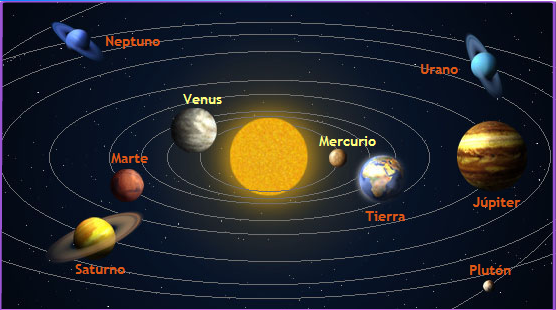 Neptuno
Urano
Venus
Mercurio
Marte
Júpiter
Tierra
Saturno
Plutón